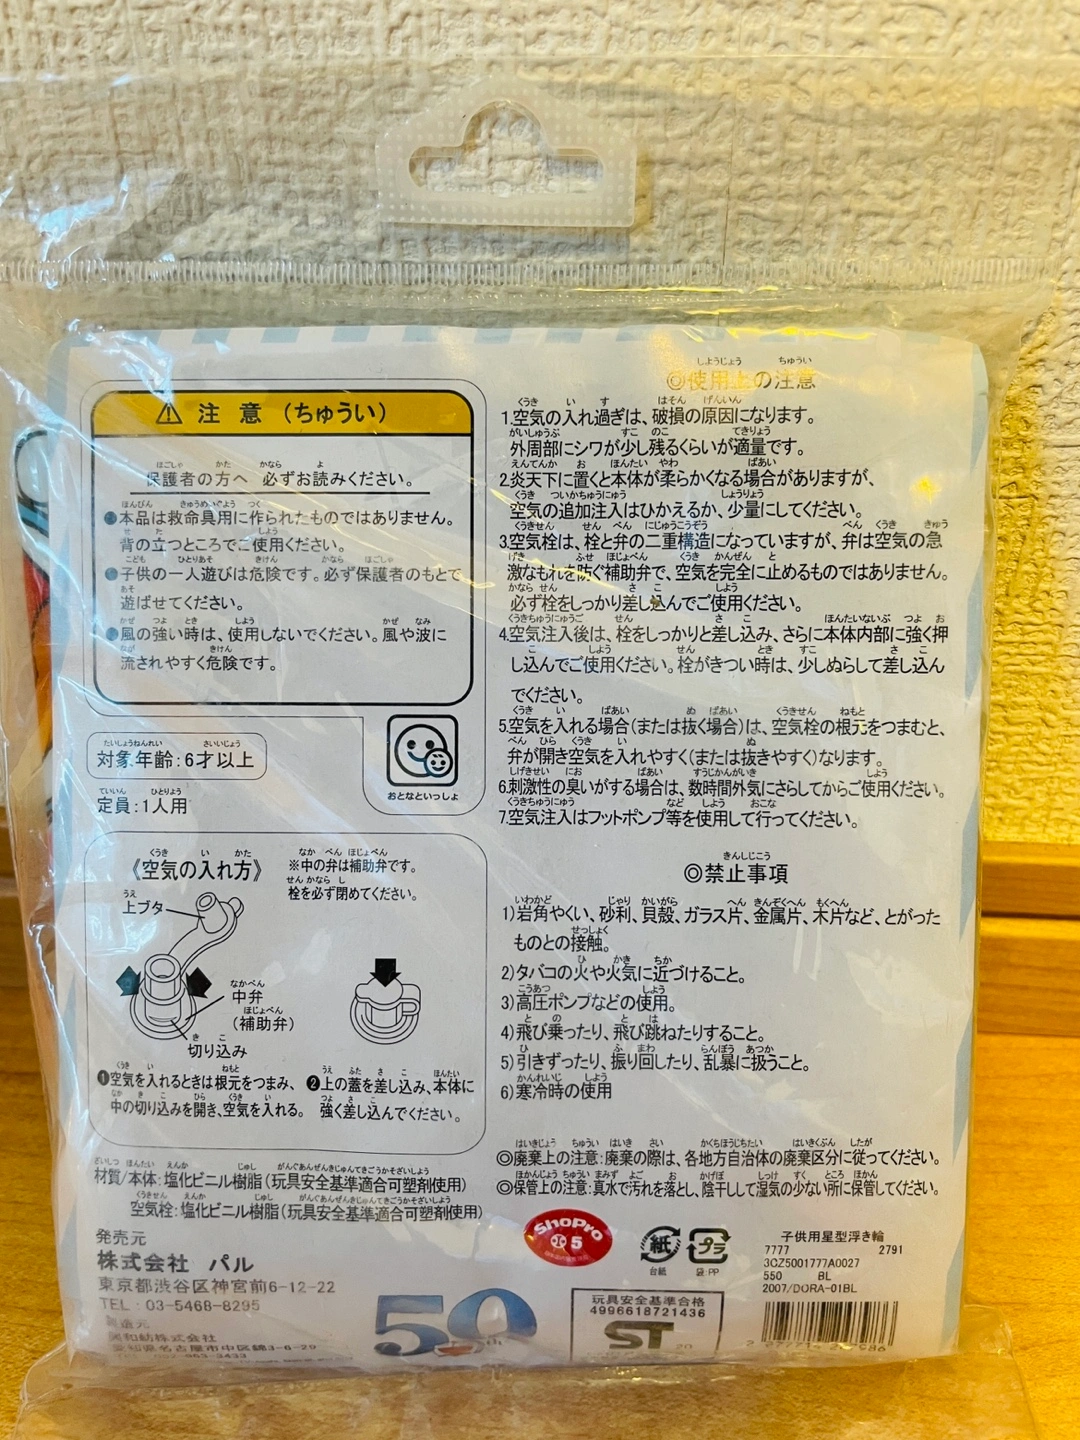 ⚠ 注意（ちゅうい）
保護者の方へ 必ずお読みください。
●本品は救命具用に作られたものではありません。
背の立つところでご使用ください。
●子供の一人遊びは危険です。必ず保護者のもとで
遊ばせてください。
●風の強い時は、使用しないでください。風や波に
流されやすく危険です。
対象年齢：6才以上
定員：1人用
おとなといっしょ
《空気の入れ方》
※中の弁は補助弁です。
栓を必ず閉めてください。
上ブタ
中弁
（補助弁）
切り込み
❶空気を入れるときは根元をつまみ、
中の切り込みを開き、空気を入れる。
❷上の蓋を差し込み、本体に
強く差し込んでください。
材質/本体：塩化ビニル樹脂（玩具安全基準適合可塑剤使用）
空気栓：塩化ビニル樹脂（玩具安全基準適合可塑剤使用）
発売元
株式会社 パル
東京都渋谷区神宮前6-12-22
TEL：03-5468-8295
興和紡株式会社
愛知県名古屋市中区錦3-6-29
◎使用上の注意
1.空気の入れ過ぎは、破損の原因になります。
外周部にシワが少し残るくらいが適量です。
2.炎天下に置くと本体が柔らかくなる場合がありますが、
空気の追加注入はひかえるか、少量にしてください。
3.空気栓は、栓と弁の二重構造になっていますが、弁は空気の急
激なもれを防ぐ補助弁で、空気を完全に止めるものではありません。
必ず栓をしっかり差し込んでご使用ください。
4.空気注入後は、栓をしっかりと差し込み、さらに本体内部に強く押
し込んでご使用ください。栓がきつい時は、少しぬらして差し込ん
でください。
5.空気を入れる場合（または抜く場合）は、空気栓の根元をつまむと、
弁が開き空気を入れやすく（または抜きやすく）なります。
6.刺激性の臭いがする場合は、数時間外気にさらしてからご使用ください。
7.空気注入はフットポンプ等を使用して行ってください。
◎禁止事項
1）岩角やくい、砂利、貝殻、ガラス片、金属片、木片など、とがった
ものとの接触。
2）タバコの火や火気に近づけること。
3）高圧ポンプなどの使用。
4）飛び乗ったり、飛び跳ねたりすること。
5）引きずったり、振り回したり、乱暴に扱うこと。
6）寒冷時の使用
◎廃棄上の注意：廃棄の際は、各地方自治体の廃棄区分に従ってください。
◎保管上の注意：真水で汚れを落とし、陰干しして湿気の少ない所に保管してください。
ShoPro
5
紙
台紙
プラ
袋:PP
子供用星型浮き輪
7777 2791
3CZ5001777A0027
550 BL
2007/DORA-01BL
50th
玩具安全基準合格
4996618721436
ST